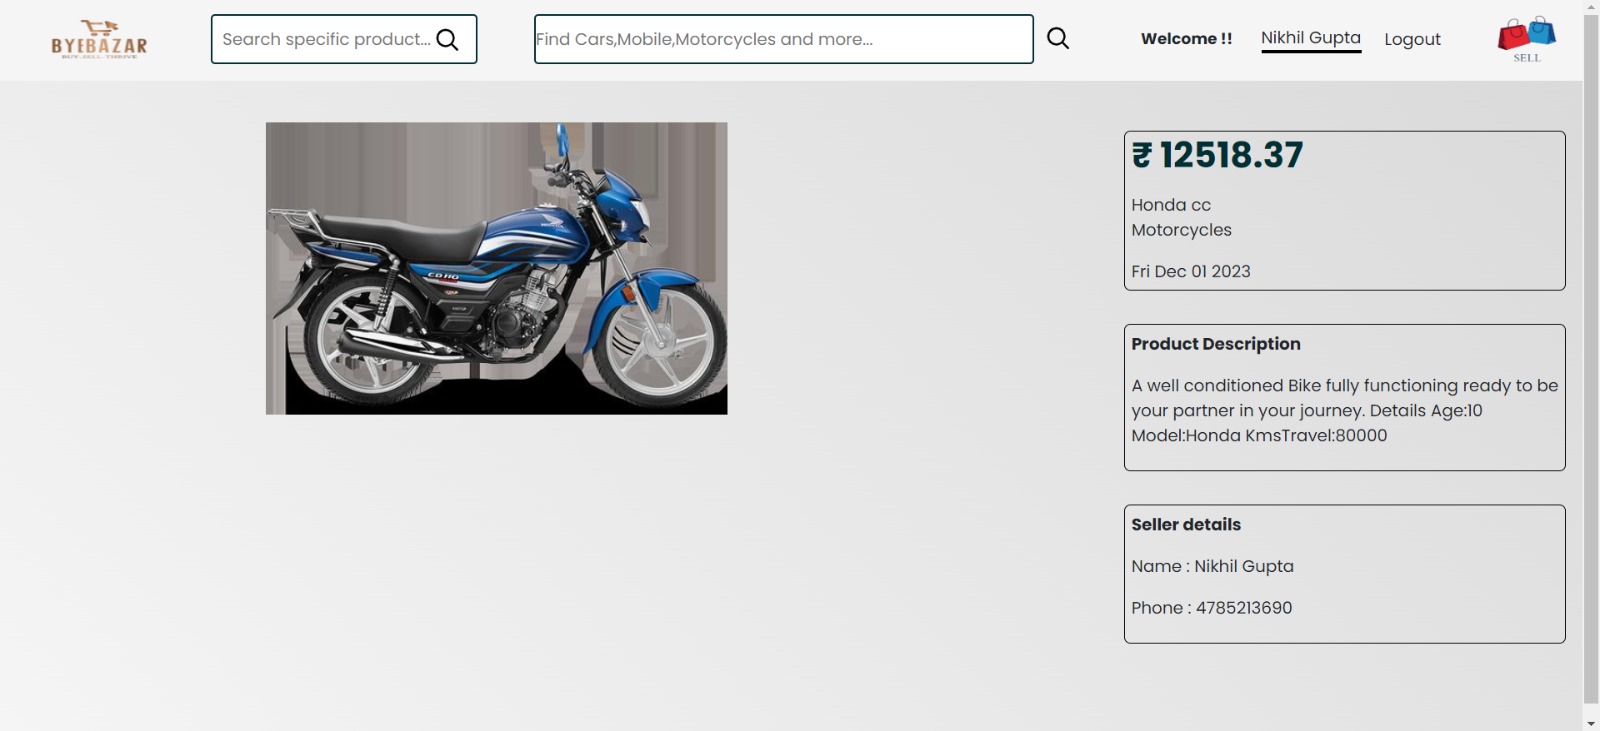 BYEBAZAR
BUY.SELL.THRIVE
Search specific product...
Find Cars,Mobile,Motorcycles and more...
Welcome !!
Nikhil Gupta
Logout
SELL
HONDA
CD 110
₹ 12518.37
Honda cc
Motorcycles
Fri Dec 01 2023
Product Description
A well conditioned Bike fully functioning ready to be
your partner in your journey. Details Age:10
Model:Honda KmsTravel:80000
Seller details
Name : Nikhil Gupta
Phone : 4785213690